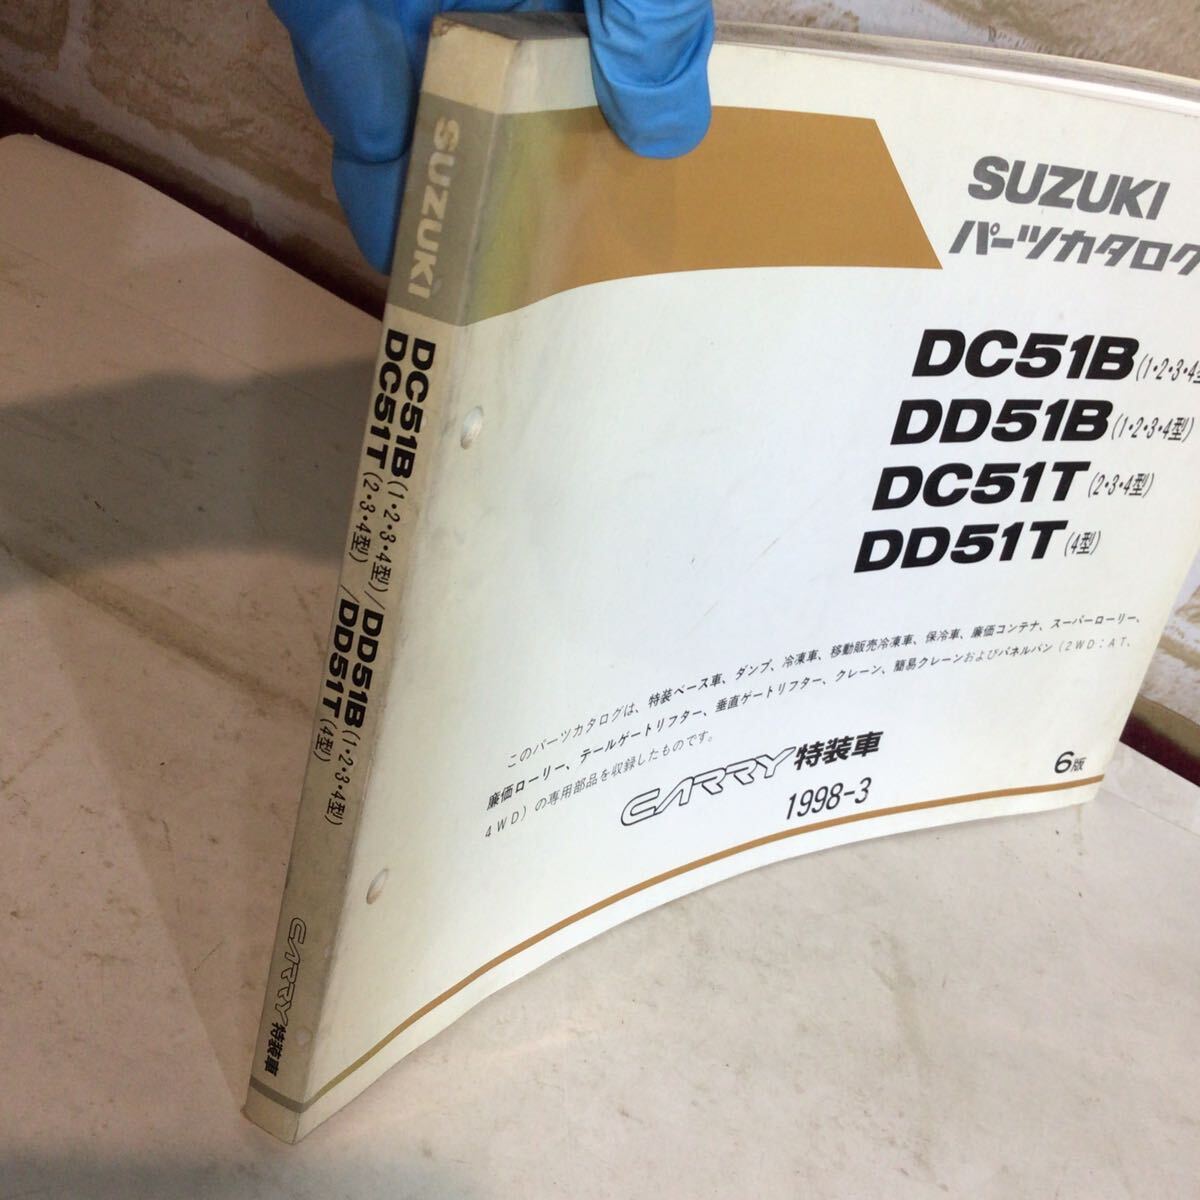 SUZUKI
DC51B(1・2・3・4型)/DD51B(1・2・3・4型)
DC51T(2・3・4型)/DD51T(4型)
CARRY特装車
SUZUKI
パーツカタログ
DC51B(1・2・3・4型
DD51B(1・2・3・4型)
DC51T(2・3・4型)
DD51T(4型)
このパーツカタログは、特装ベース車、ダンプ、冷凍車、移動販売冷凍車、保冷車、廉価コンテナ、スーパーローリー、
廉価ローリー、テールゲートリフター、垂直ゲートリフター、クレーン、簡易クレーンおよびパネルバン(2WD:AT、
4WD)の専用部品を収録したものです。
CARRY特装車
1998-3
6版